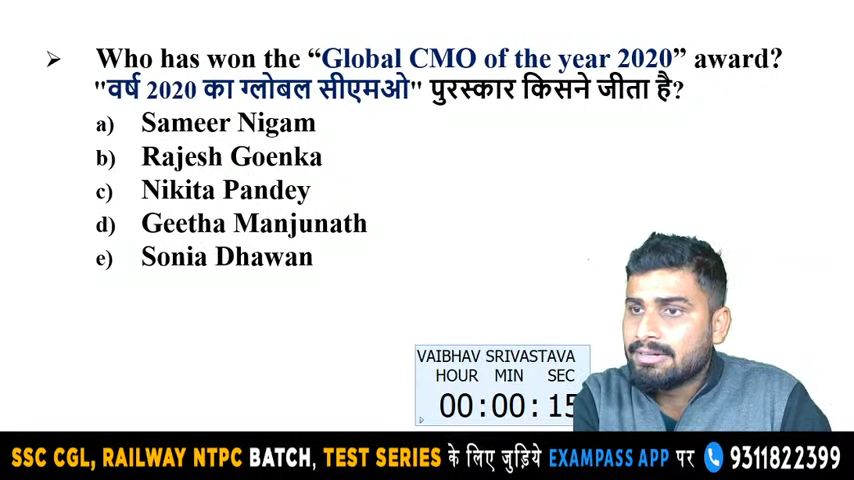 ➢ Who has won the “Global CMO of the year 2020” award?
"वर्ष 2020 का ग्लोबल सीएमओ" पुरस्कार किसने जीता है?
a) Sameer Nigam
b) Rajesh Goenka
c) Nikita Pandey
d) Geetha Manjunath
e) Sonia Dhawan
VAIBHAV SRIVASTAVA
HOUR MIN SEC
00:00:15
SSC CGL, RAILWAY NTPC BATCH, TEST SERIES के लिए जुड़िये EXAMPASS APP पर 9311822399